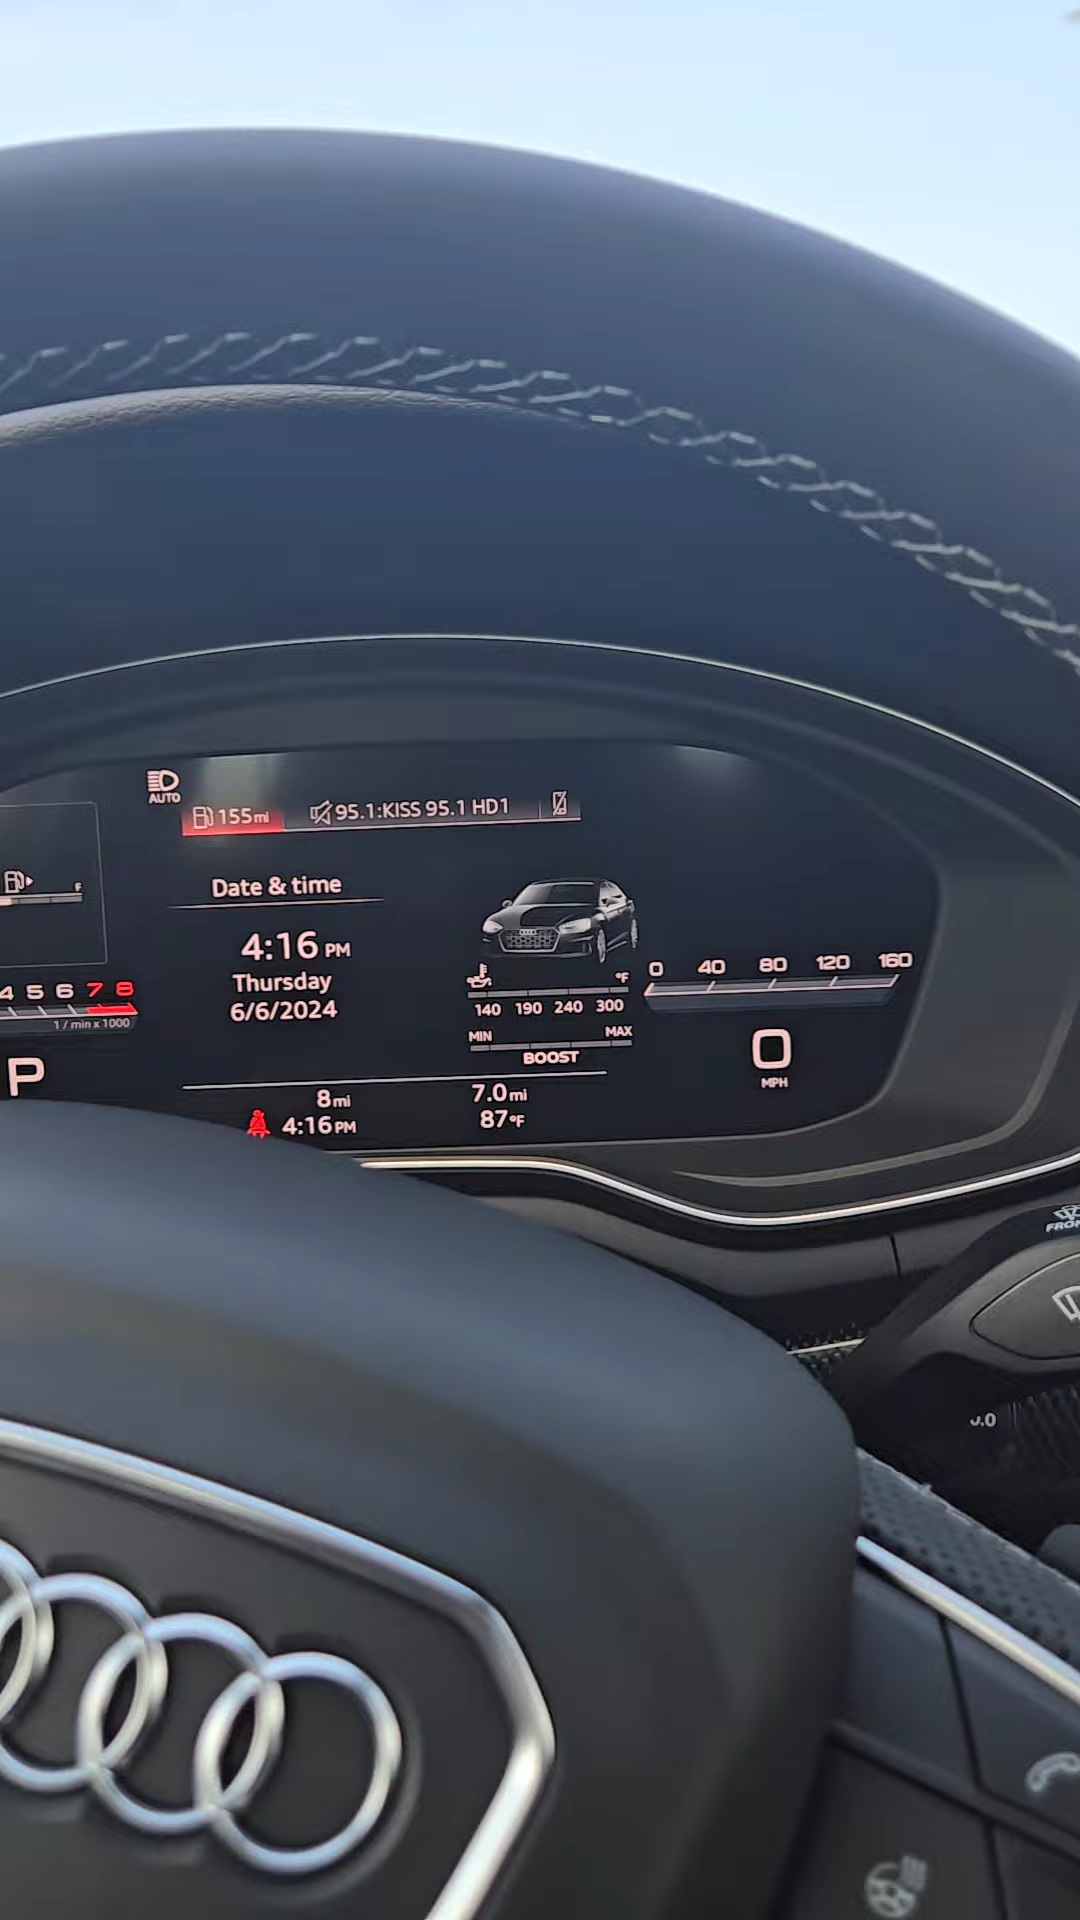 AUTO
155mi
95.1:KISS 95.1 HD1
F
Date & time
4:16 PM
Thursday
6/6/2024
4 5 6 7 8
1 / min x 1000
P
°F
140 190 240 300
MIN MAX
BOOST
0 40 80 120 160
0
MPH
8mi
4:16PM
7.0mi
87°F